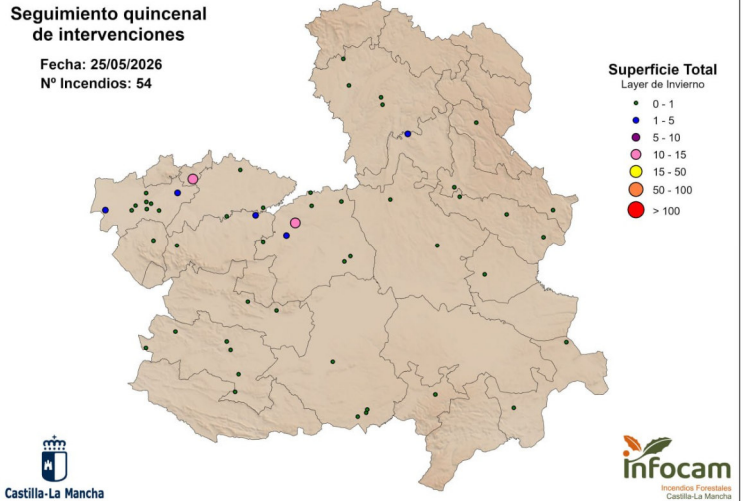 Seguimiento quincenal
de intervenciones
Fecha: 25/05/2026
Nº Incendios: 54
Superficie Total
Layer de Invierno
0 - 1
1 - 5
5 - 10
10 - 15
15 - 50
50 - 100
> 100
Castilla-La Mancha
infocam
Incendios Forestales
Castilla-La Mancha